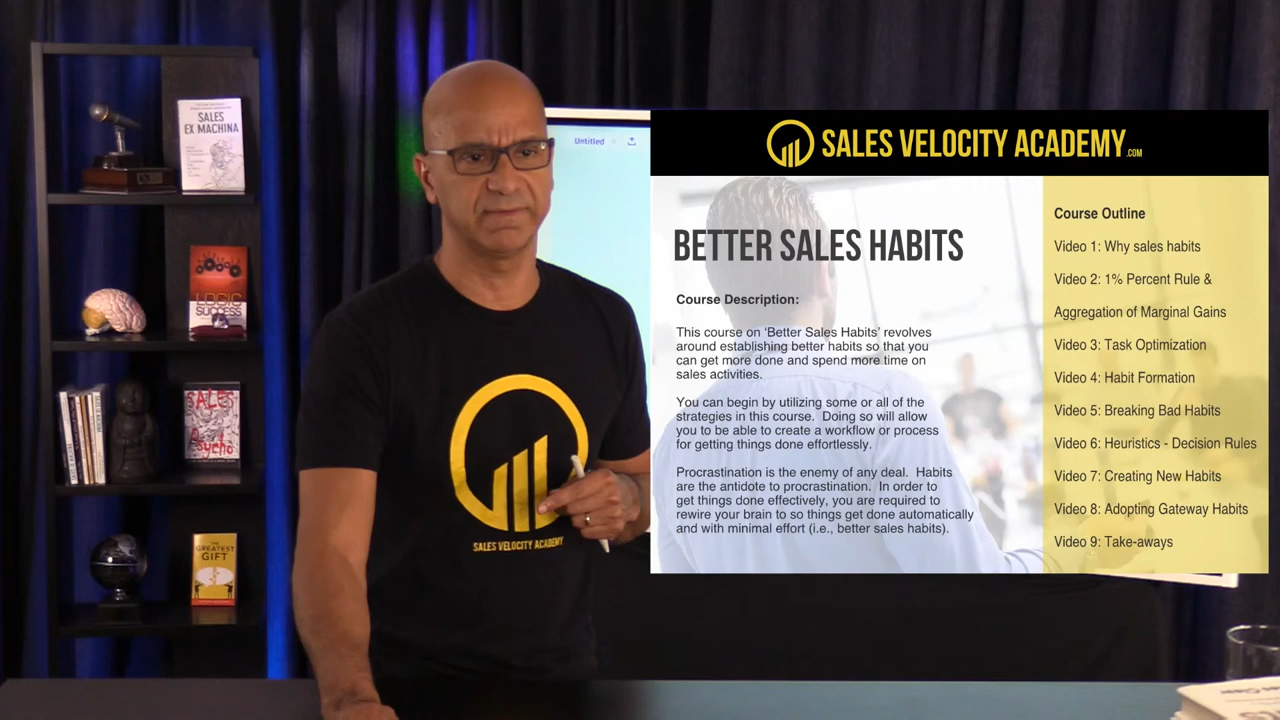 SALES
EX MACHINA
LOGIC
SUCCESS
SALES
Psycho
THE
GREATEST
GIFT
SALES VELOCITY ACADEMY
Untitled
SALES VELOCITY ACADEMY.COM
BETTER SALES HABITS
Course Description:
This course on ‘Better Sales Habits’ revolves
around establishing better habits so that you
can get more done and spend more time on
sales activities.
You can begin by utilizing some or all of the
strategies in this course.  Doing so will allow
you to be able to create a workflow or process
for getting things done effortlessly.
Procrastination is the enemy of any deal.  Habits
are the antidote to procrastination.  In order to
get things done effectively, you are required to
rewire your brain to so things get done automatically
and with minimal effort (i.e., better sales habits).
Course Outline
Video 1: Why sales habits
Video 2: 1% Percent Rule &
Aggregation of Marginal Gains
Video 3: Task Optimization
Video 4: Habit Formation
Video 5: Breaking Bad Habits
Video 6: Heuristics - Decision Rules
Video 7: Creating New Habits
Video 8: Adopting Gateway Habits
Video 9: Take-aways